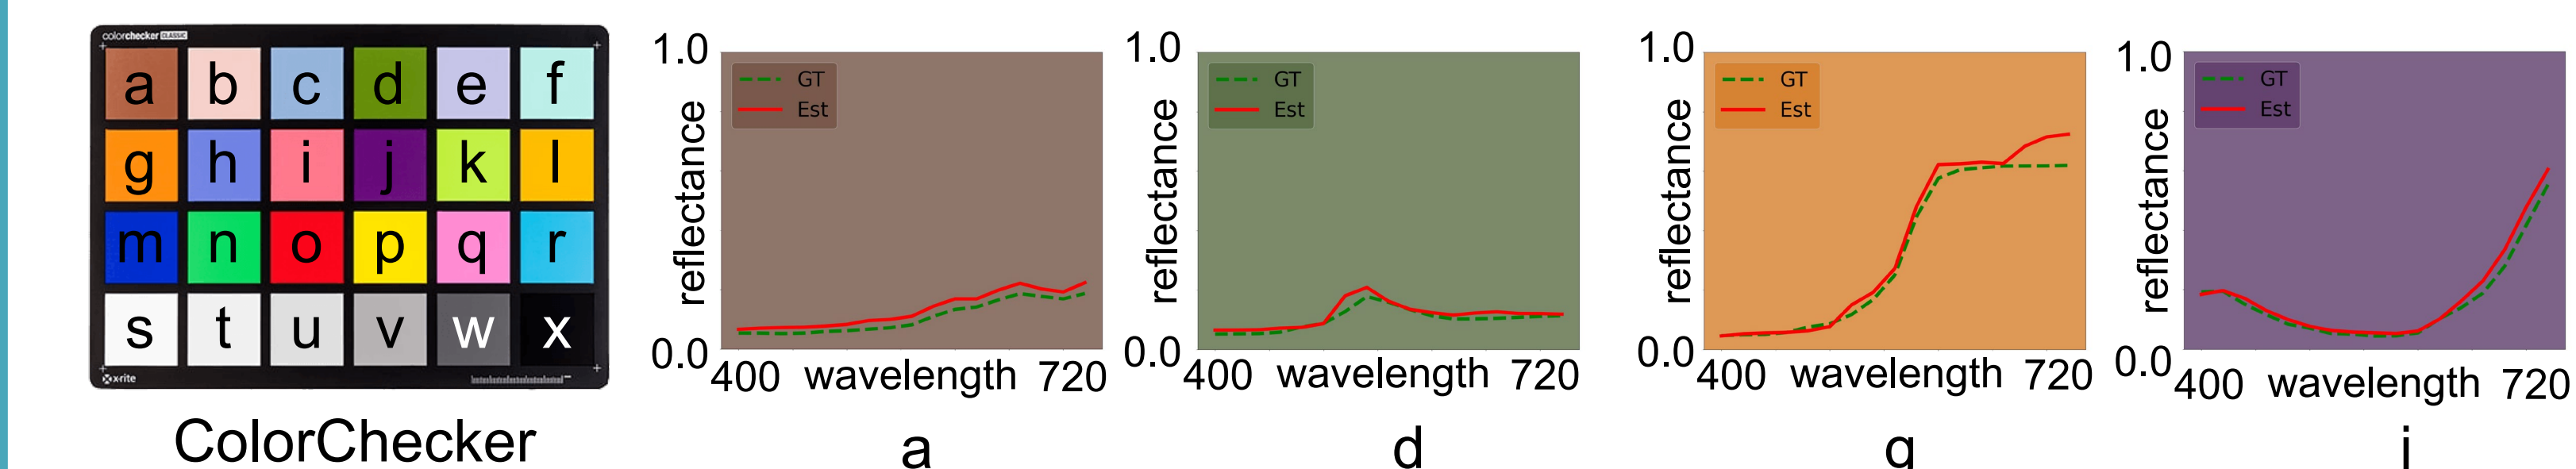 colorchecker CLASSIC
a b c d e f
g h i j k l
m n o p q r
s t u v w x
x-rite
ColorChecker
1.0
GT
Est
reflectance
0.0
400 wavelength 720
a
1.0
GT
Est
reflectance
0.0
400 wavelength 720
d
1.0
GT
Est
reflectance
0.0
400 wavelength 720
g
1.0
GT
Est
reflectance
0.0
400 wavelength 720
j